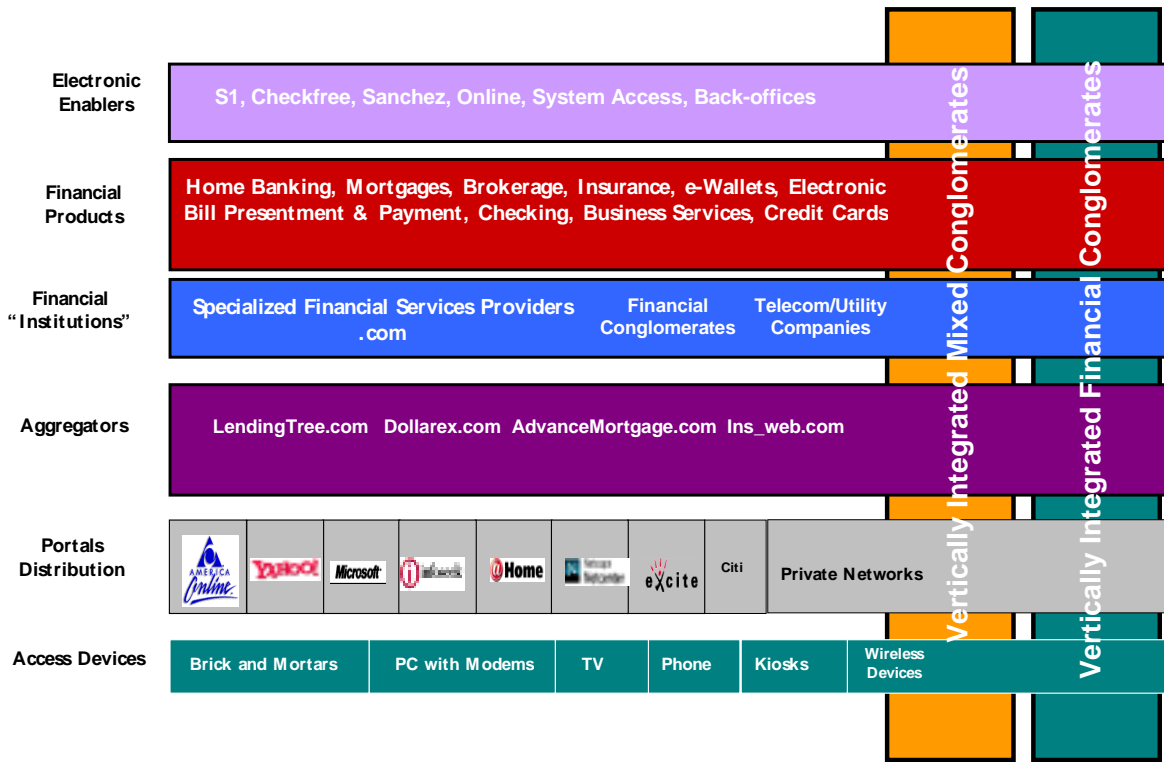 Electronic
Enablers
S1, Checkfree, Sanchez, Online, System Access, Back-offices
Financial
Products
Home Banking, Mortgages, Brokerage, Insurance, e-Wallets, Electronic
Bill Presentment & Payment, Checking, Business Services, Credit Cards
Financial
“Institutions”
Specialized Financial Services Providers
.com
Financial
Conglomerates
Telecom/Utility
Companies
Aggregators
LendingTree.com Dollarex.com AdvanceMortgage.com Ins_web.com
Portals
Distribution
AMERICA
Online
YAHOO!
Microsoft
@Home
Netcenter
excite
Citi
Private Networks
Access Devices
Brick and Mortars
PC with Modems
TV
Phone
Kiosks
Wireless
Devices
Vertically Integrated Mixed Conglomerates
Vertically Integrated Financial Conglomerates